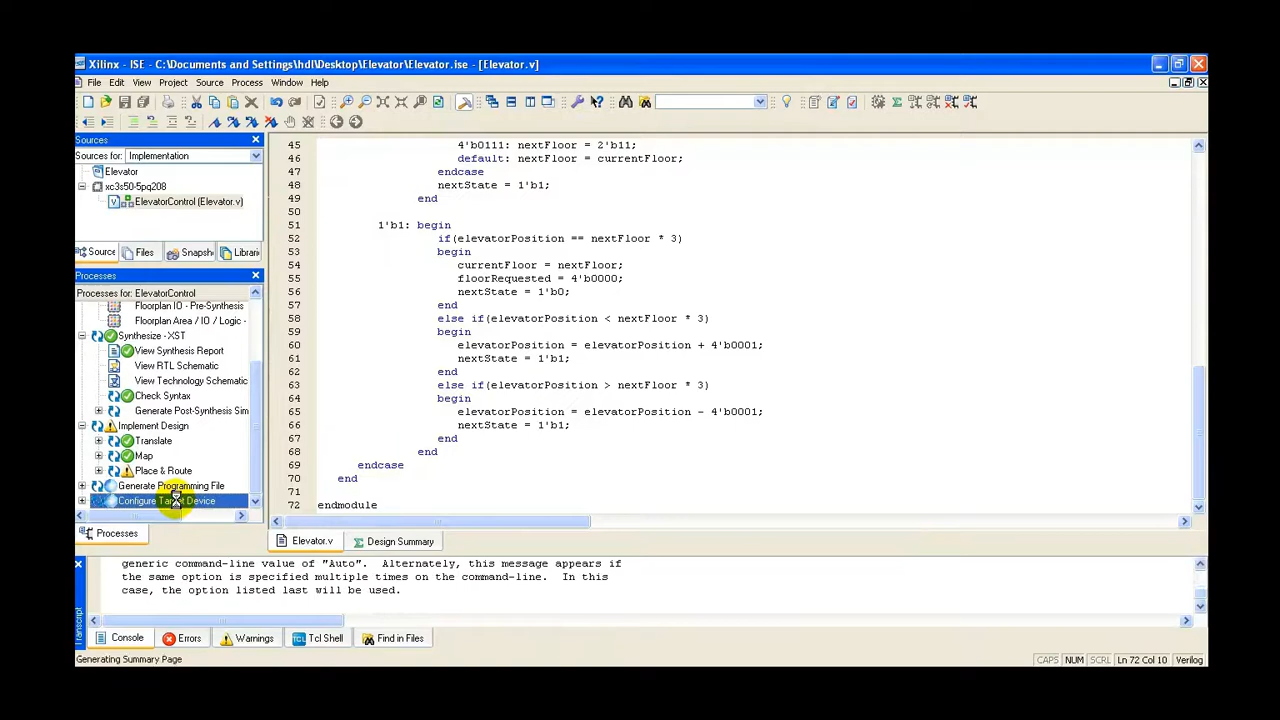 Xilinx - ISE - C:\Documents and Settings\hdl\Desktop\Elevator\Elevator.ise - [Elevator.v]
File Edit View Project Source Process Window Help
Sources
Sources for: Implementation
Elevator
xc3s50-5pq208
ElevatorControl (Elevator.v)
Source Files Snapsh Librari
Processes
Processes for: ElevatorControl
Floorplan IO - Pre-Synthesis
Floorplan Area / IO / Logic -
Synthesize - XST
View Synthesis Report
View RTL Schematic
View Technology Schematic
Check Syntax
Generate Post-Synthesis Sim
Implement Design
Translate
Map
Place & Route
Generate Programming File
Configure Target Device
Processes
45 4'b0111: nextFloor = 2'b11;
46 default: nextFloor = currentFloor;
47 endcase
48 nextState = 1'b1;
49 end
50
51 1'b1: begin
52 if(elevatorPosition == nextFloor * 3)
53 begin
54 currentFloor = nextFloor;
55 floorRequested = 4'b0000;
56 nextState = 1'b0;
57 end
58 else if(elevatorPosition < nextFloor * 3)
59 begin
60 elevatorPosition = elevatorPosition + 4'b0001;
61 nextState = 1'b1;
62 end
63 else if(elevatorPosition > nextFloor * 3)
64 begin
65 elevatorPosition = elevatorPosition - 4'b0001;
66 nextState = 1'b1;
67 end
68 end
69 endcase
70 end
71
72 endmodule
Elevator.v Design Summary
generic command-line value of "Auto". Alternately, this message appears if
the same option is specified multiple times on the command-line. In this
case, the option listed last will be used.
Transcript
Console Errors Warnings Tcl Shell Find in Files
Generating Summary Page CAPS NUM SCRL Ln 72 Col 10 Verilog